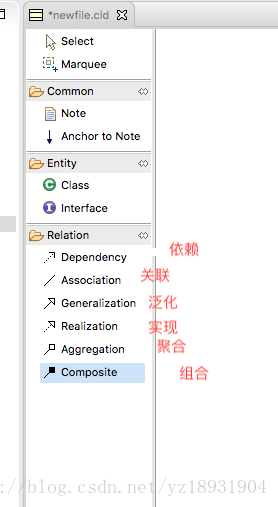 *newfile.cld
Select
Marquee
Common
Note
Anchor to Note
Entity
C Class
I Interface
Relation
Dependency 依赖
Association 关联
Generalization 泛化
Realization 实现
Aggregation 聚合
Composite 组合
://blog.csdn.net/yz18931904